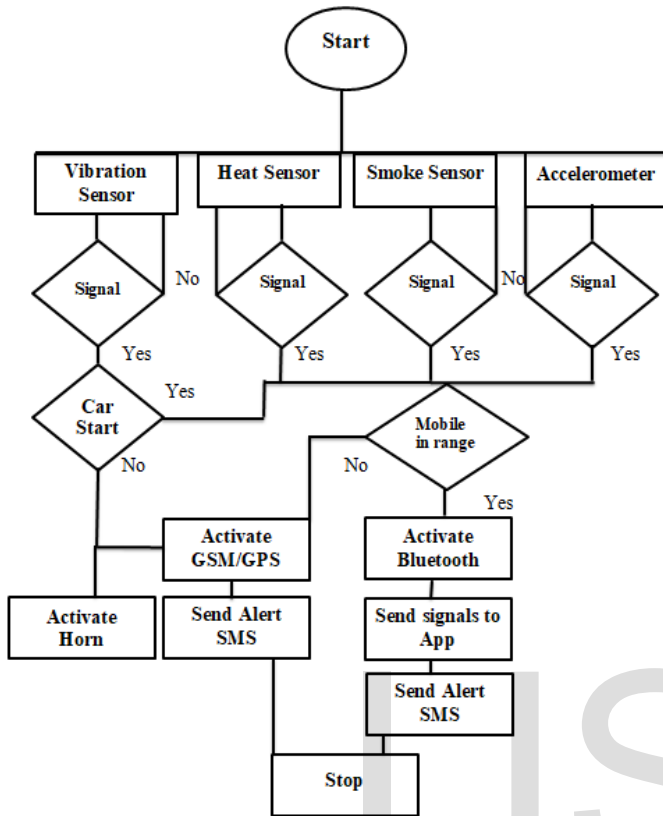 Start
Vibration
Sensor
Heat Sensor
Smoke Sensor
Accelerometer
Signal
No
Signal
Signal
No
Signal
Yes
Yes
Yes
Yes
Car
Start
Yes
Mobile
in range
No
No
Yes
Activate
GSM/GPS
Activate
Bluetooth
Activate
Horn
Send Alert
SMS
Send signals to
App
Send Alert
SMS
Stop